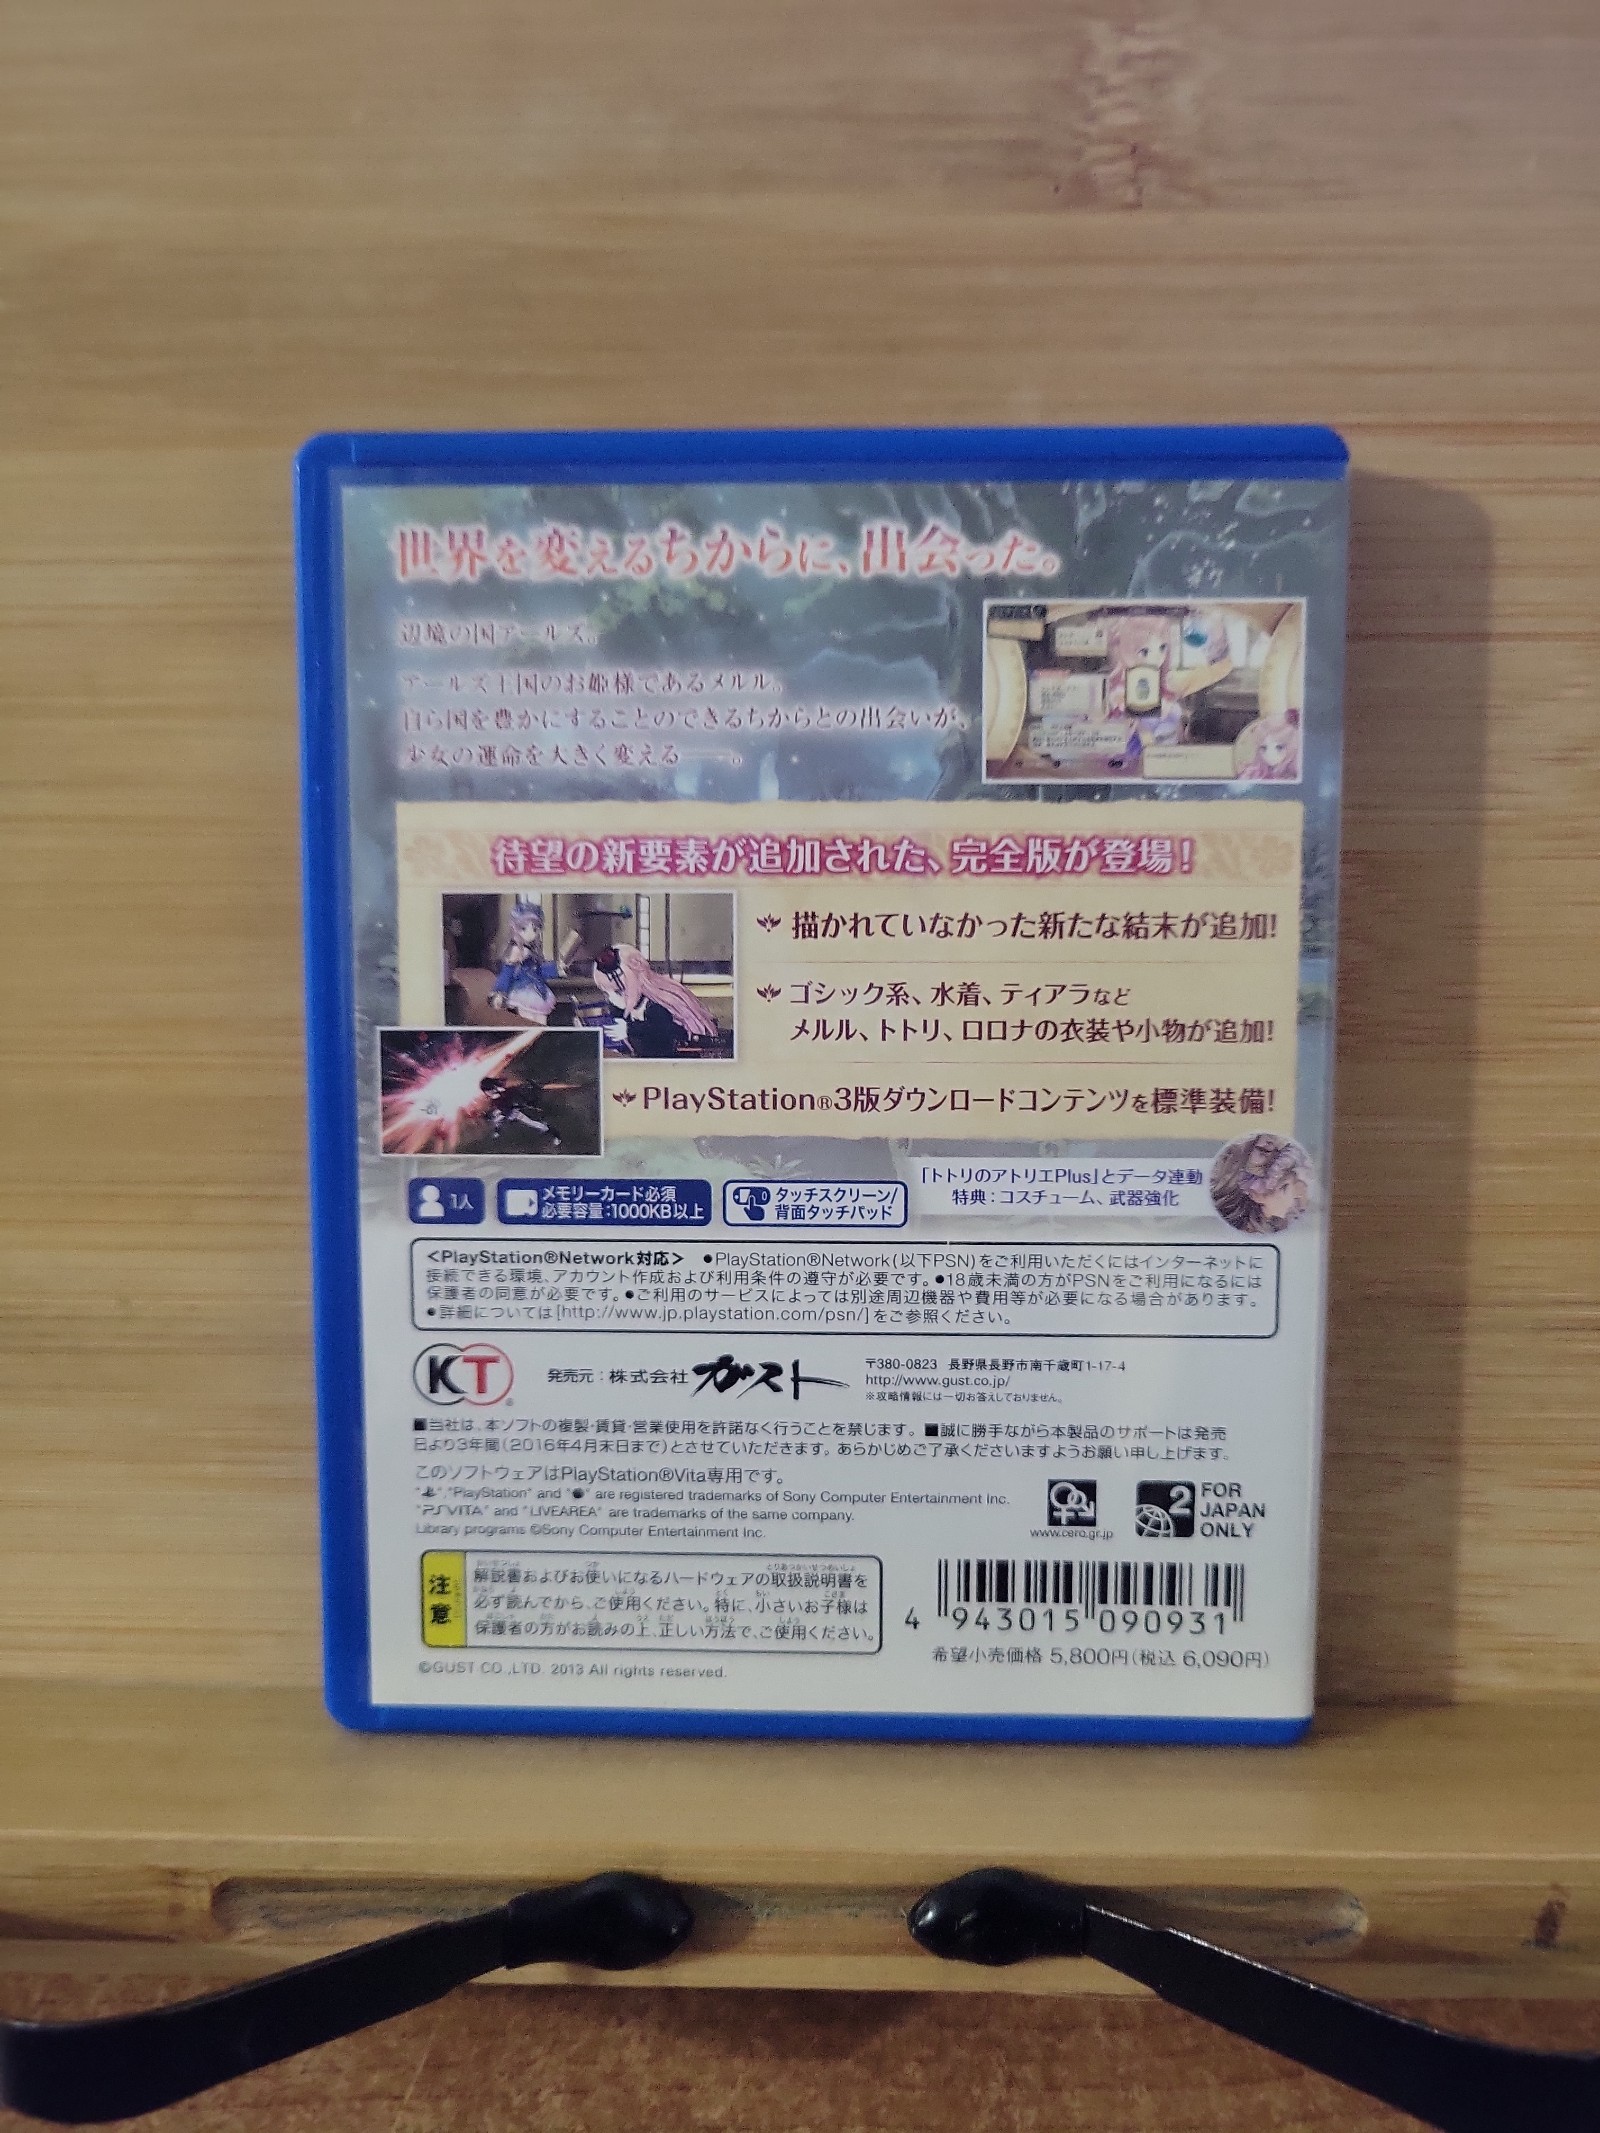 世界を変えるちからに、出会った。
辺境の国アールズ。
アールズ王国のお姫様であるメルル。
自ら国を豊かにすることのできるちからとの出会いが、
少女の運命を大きく変える――。
待望の新要素が追加された、完全版が登場!
描かれていなかった新たな結末が追加!
ゴシック系、水着、ティアラなど
メルル、トトリ、ロロナの衣装や小物が追加!
PlayStation®3版ダウンロードコンテンツを標準装備!
「トトリのアトリエPlus」とデータ連動
特典:コスチューム、武器強化
1人
メモリーカード必須
必要容量:1000KB以上
タッチスクリーン/
背面タッチパッド
<PlayStation®Network対応> ●PlayStation®Network(以下PSN)をご利用いただくにはインターネットに
接続できる環境、アカウント作成および利用条件の遵守が必要です。●18歳未満の方がPSNをご利用になるには
保護者の同意が必要です。●ご利用のサービスによっては別途周辺機器や費用等が必要になる場合があります。
●詳細については[http://www.jp.playstation.com/psn/]をご参照ください。
KT
発売元:株式会社ガスト
〒380-0823 長野県長野市南千歳町1-17-4
http://www.gust.co.jp/
※攻略情報には一切お答えしておりません。
■当社は、本ソフトの複製・賃貸・営業使用を許諾なく行うことを禁じます。■誠に勝手ながら本製品のサポートは発売
日より3年間(2016年4月末日まで)とさせていただきます。あらかじめご了承くださいますようお願い申し上げます。
このソフトウェアはPlayStation®Vita専用です。
"", "PlayStation" and "" are registered trademarks of Sony Computer Entertainment Inc.
"PSVITA" and "LIVEAREA" are trademarks of the same company.
Library programs ©Sony Computer Entertainment Inc.
www.cero.gr.jp
2
FOR
JAPAN
ONLY
注意
解説書およびお使いになるハードウェアの取扱説明書を
必ず読んでから、ご使用ください。特に、小さいお子様は
保護者の方がお読みの上、正しい方法で、ご使用ください。
4 943015 090931
希望小売価格 5,800円(税込 6,090円)
©GUST CO.,LTD. 2013 All rights reserved.